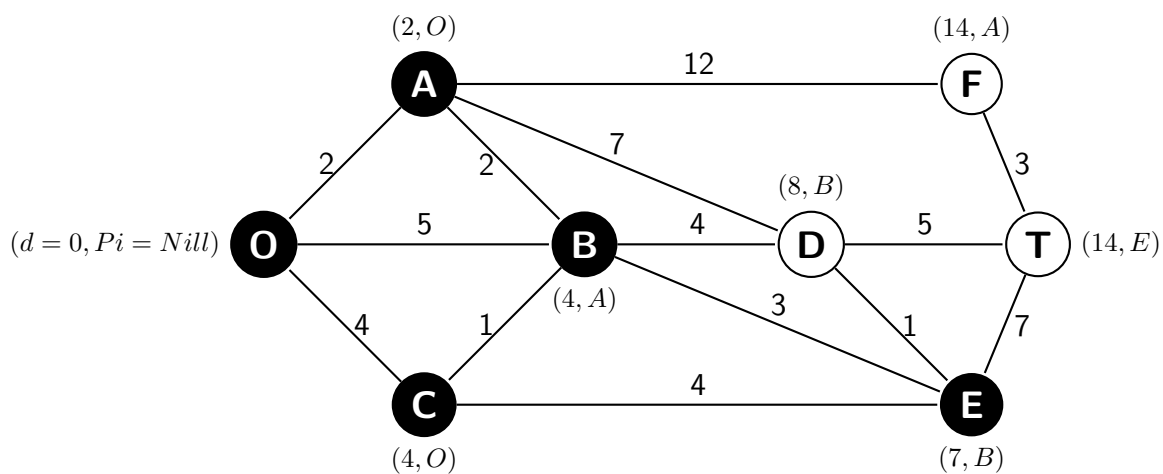 (2, O)
(14, A)
A
12
F
2
2
7
3
(8, B)
(d = 0, Pi = Nill)
O
5
B
4
D
5
T
(14, E)
(4, A)
4
1
3
1
7
C
4
E
(4, O)
(7, B)